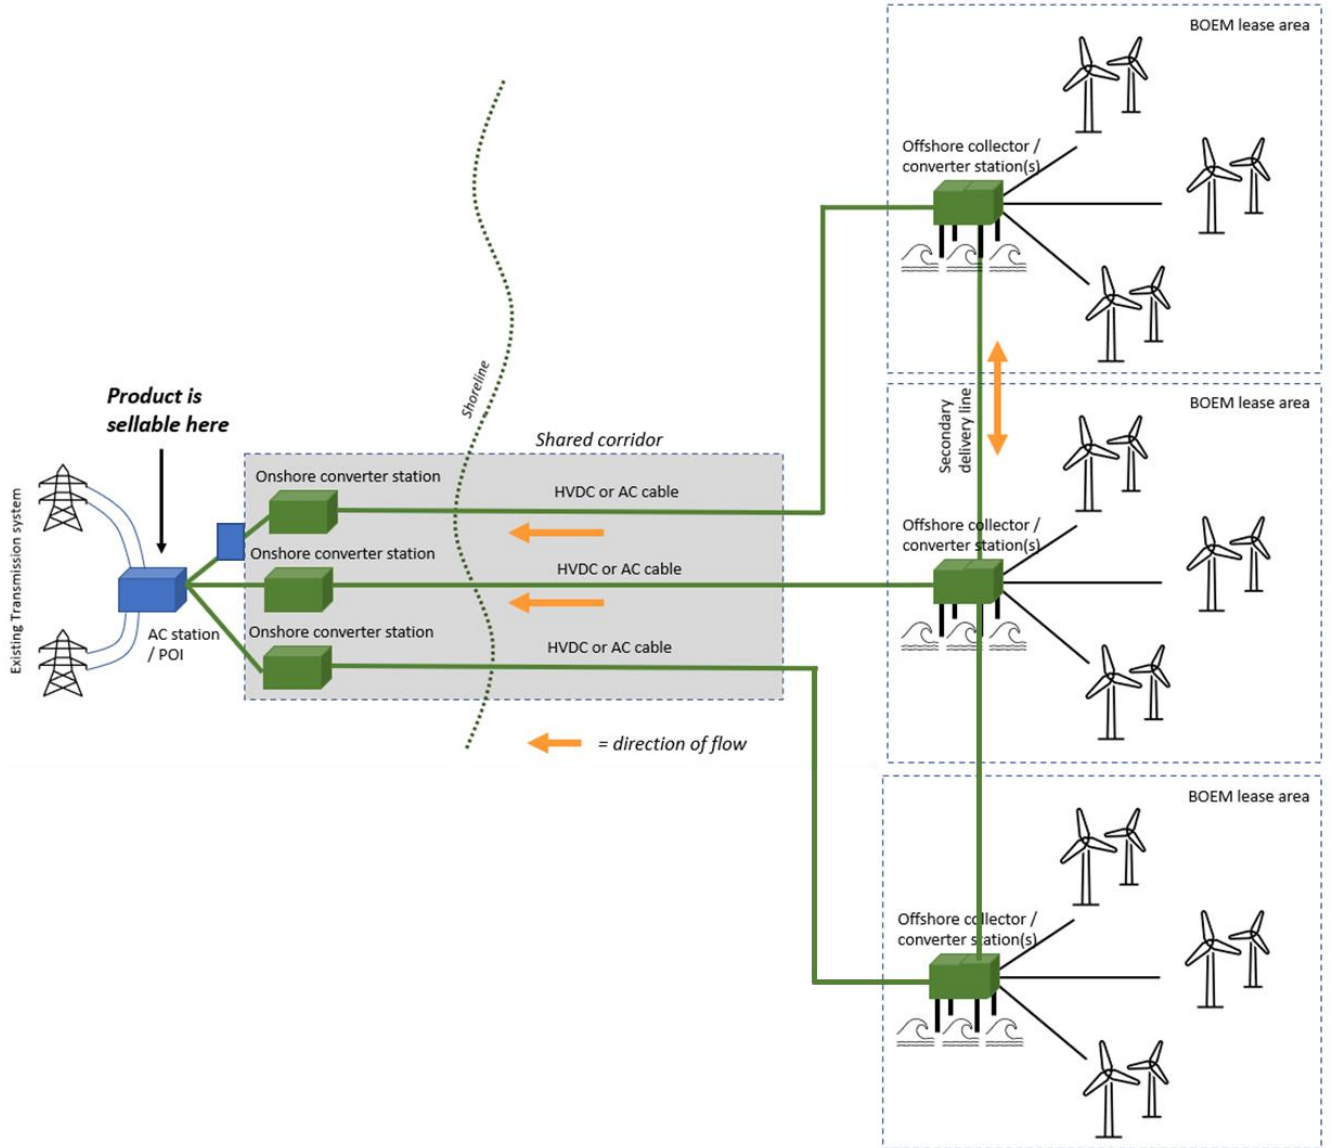 BOEM lease area
Offshore collector /
converter station(s)
Shoreline
Product is
sellable here
Secondary
delivery line
BOEM lease area
Shared corridor
Onshore converter station
HVDC or AC cable
Existing Transmission system
Offshore collector /
converter station(s)
Onshore converter station
HVDC or AC cable
AC station
/ POI
Onshore converter station
HVDC or AC cable
= direction of flow
BOEM lease area
Offshore collector /
converter station(s)